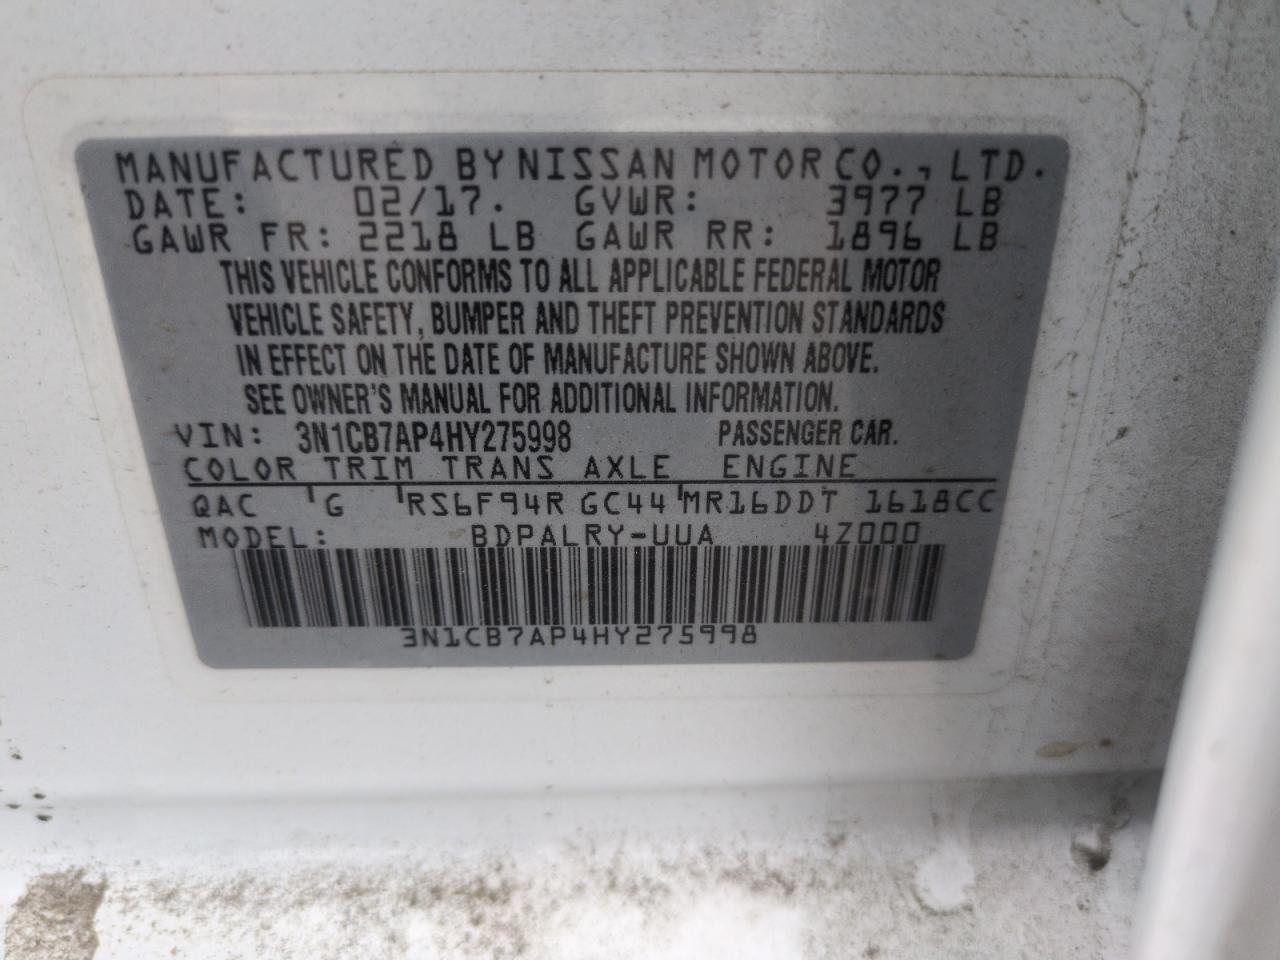 MANUFACTURED BY NISSAN MOTOR CO., LTD.
DATE: 02/17. GVWR: 3977 LB
GAWR FR: 2218 LB GAWR RR: 1896 LB
THIS VEHICLE CONFORMS TO ALL APPLICABLE FEDERAL MOTOR
VEHICLE SAFETY, BUMPER AND THEFT PREVENTION STANDARDS
IN EFFECT ON THE DATE OF MANUFACTURE SHOWN ABOVE.
SEE OWNER'S MANUAL FOR ADDITIONAL INFORMATION.
VIN: 3N1CB7AP4HY275998 PASSENGER CAR.
COLOR TRIM TRANS AXLE ENGINE
QAC 'G 'RS6F94R GC44 'MR16DDT 1618CC
MODEL: BDPALRY-UUA 4Z000
3N1CB7AP4HY275998